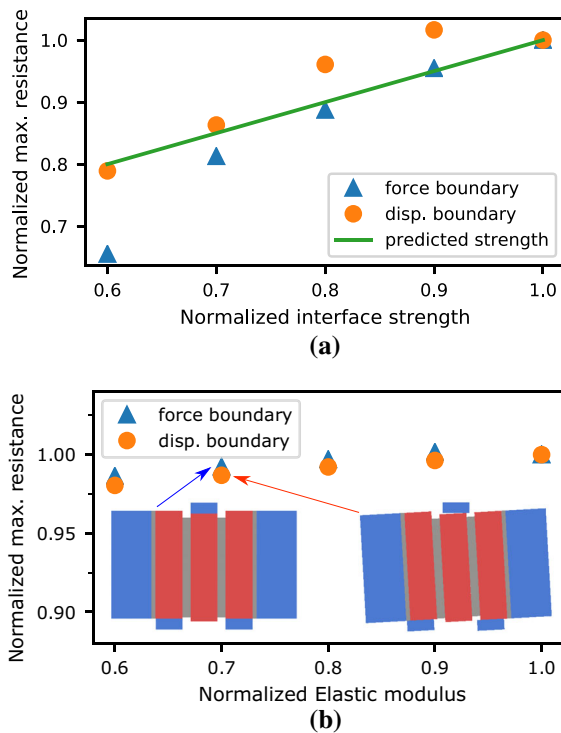 Normalized max. resistance
1.0
0.9
0.8
0.7
force boundary
disp. boundary
predicted strength
0.6 0.7 0.8 0.9 1.0
Normalized interface strength
(a)
Normalized max. resistance
force boundary
disp. boundary
1.00
0.95
0.90
0.6 0.7 0.8 0.9 1.0
Normalized Elastic modulus
(b)